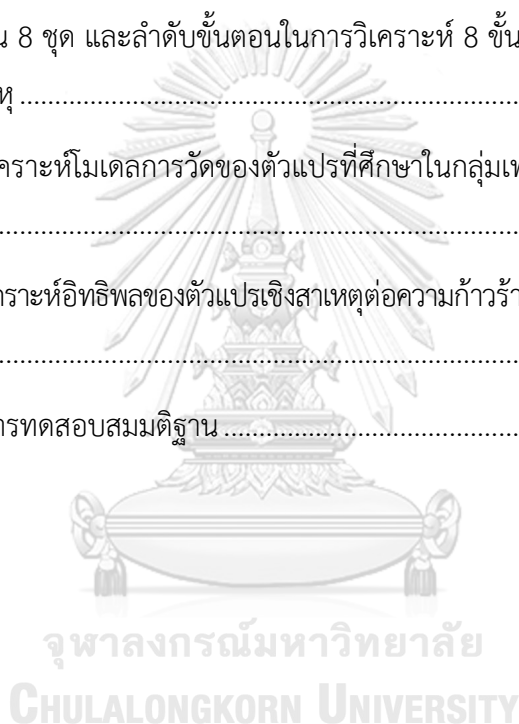 น 8 ชุด และลำดับขั้นตอนในการวิเคราะห์ 8 ขั้น
หุ ........................................................................
คราะห์โมเดลการวัดของตัวแปรที่ศึกษาในกลุ่มเพ
........................................................................
คราะห์อิทธิพลของตัวแปรเชิงสาเหตุต่อความก้าวร้า
........................................................................
ารทดสอบสมมติฐาน ........................................
จุฬาลงกรณ์มหาวิทยาลัย
CHULALONGKORN UNIVERSITY